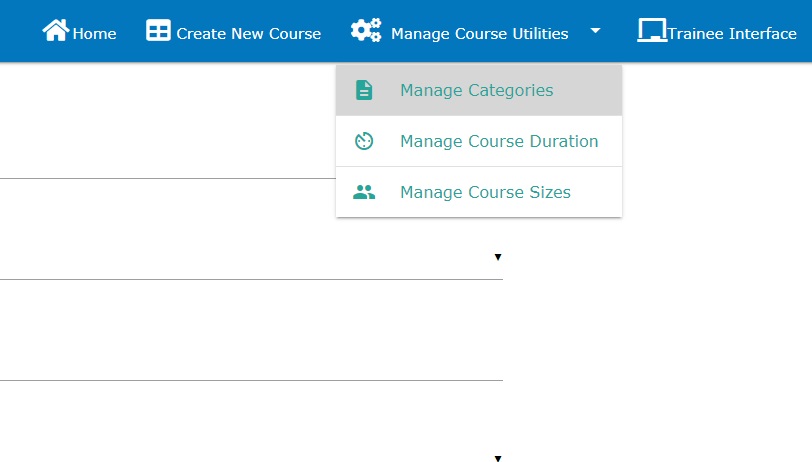 Home Create New Course Manage Course Utilities Trainee Interface
Manage Categories
Manage Course Duration
Manage Course Sizes